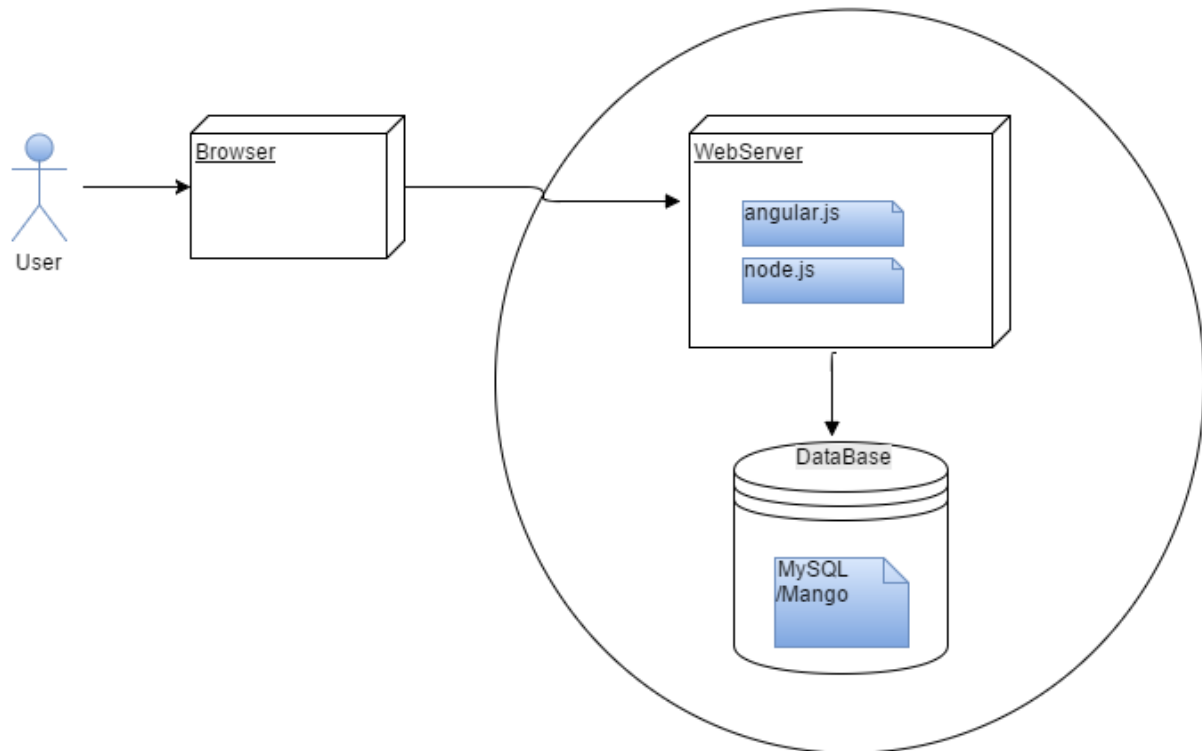 User
Browser
WebServer
angular.js
node.js
DataBase
MySQL
/Mango